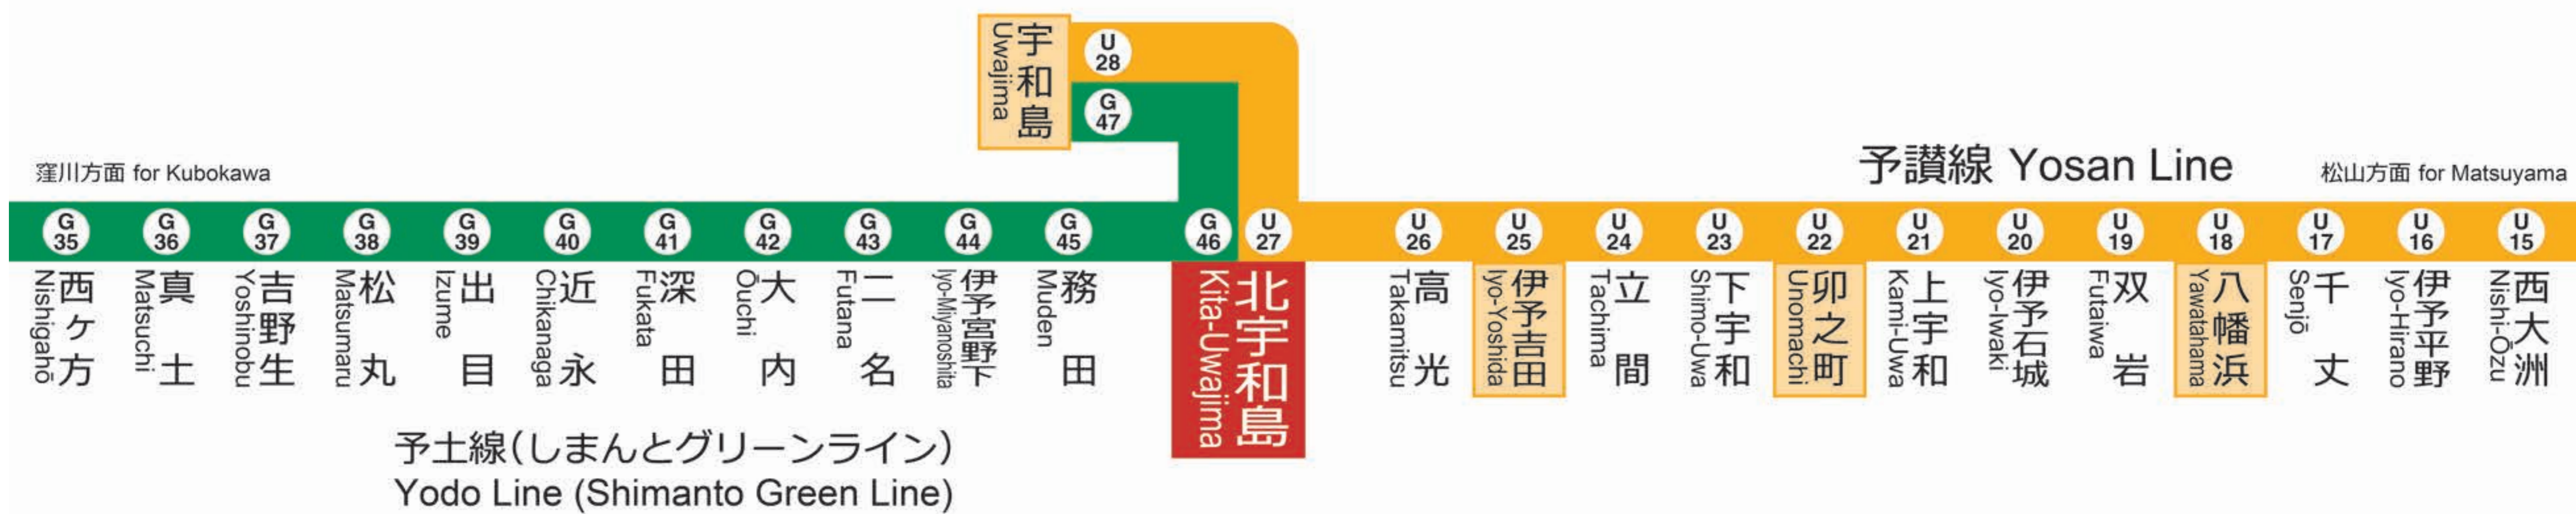 宇和島
Uwajima
U
28
G
47
窪川方面 for Kubokawa
予讃線 Yosan Line
松山方面 for Matsuyama
G
35
G
36
G
37
G
38
G
39
G
40
G
41
G
42
G
43
G
44
G
45
G
46
U
27
U
26
U
25
U
24
U
23
U
22
U
21
U
20
U
19
U
18
U
17
U
16
U
15
西ケ方
Nishigahō
真土
Matsuchi
吉野生
Yoshinobu
松丸
Matsumaru
出目
Izume
近永
Chikanaga
深田
Fukata
大内
Ōuchi
二名
Futana
伊予宮野下
Iyo-Miyanoshita
務田
Muden
北宇和島
Kita-Uwajima
高光
Takamitsu
伊予吉田
Iyo-Yoshida
立間
Tachima
下宇和
Shimo-Uwa
卯之町
Unomachi
上宇和
Kami-Uwa
伊予石城
Iyo-Iwaki
双岩
Futaiwa
八幡浜
Yawatahama
千丈
Senjō
伊予平野
Iyo-Hirano
西大洲
Nishi-Ōzu
予土線(しまんとグリーンライン)
Yodo Line (Shimanto Green Line)